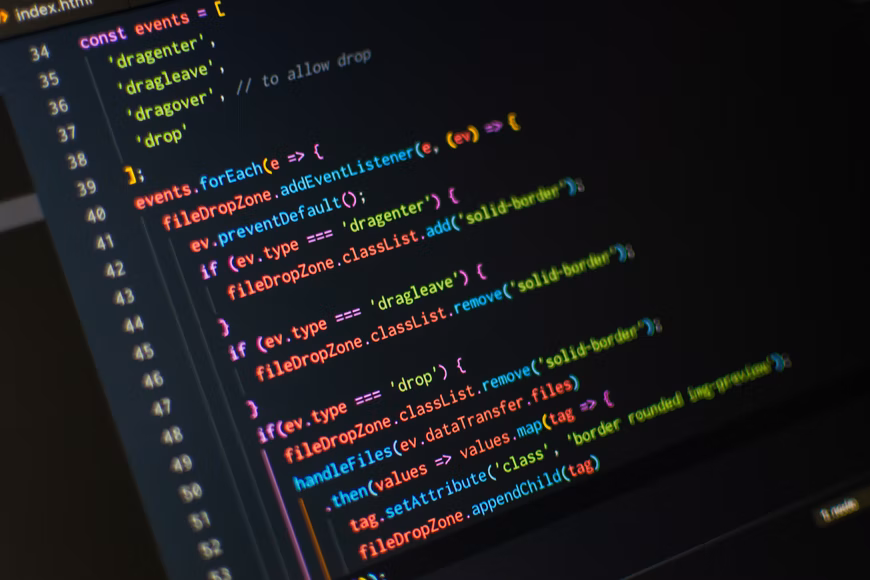 index.html
34 const events = [
35 'dragenter',
36 'dragleave',
37 'dragover', // to allow drop
38 'drop'
39 ];
40 events.forEach(e => {
41 fileDropZone.addEventListener(e, (ev) => {
42 ev.preventDefault();
43 if (ev.type === 'dragenter') {
44 fileDropZone.classList.add('solid-border');
45 }
46 if (ev.type === 'dragleave') {
47 fileDropZone.classList.remove('solid-border');
48 }
49 if(ev.type === 'drop') {
50 fileDropZone.classList.remove('solid-border');
51 handleFiles(ev.dataTransfer.files)
52 .then(values => values.map(tag => {
53 tag.setAttribute('class', 'border rounded img-preview');
fileDropZone.appendChild(tag)
);